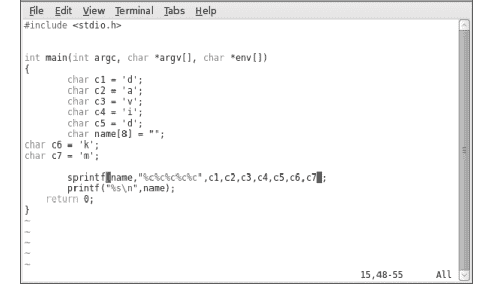 File Edit View Terminal Tabs Help
#include <stdio.h>
int main(int argc, char *argv[], char *env[])
{
        char c1 = 'd';
        char c2 = 'a';
        char c3 = 'v';
        char c4 = 'i';
        char c5 = 'd';
        char name[8] = "";
char c6 = 'k';
char c7 = 'm';
        sprintf(name,"%c%c%c%c%c",c1,c2,c3,c4,c5,c6,c7);
        printf("%s\n",name);
    return 0;
}
~
~
~
~
~
15,48-55 All